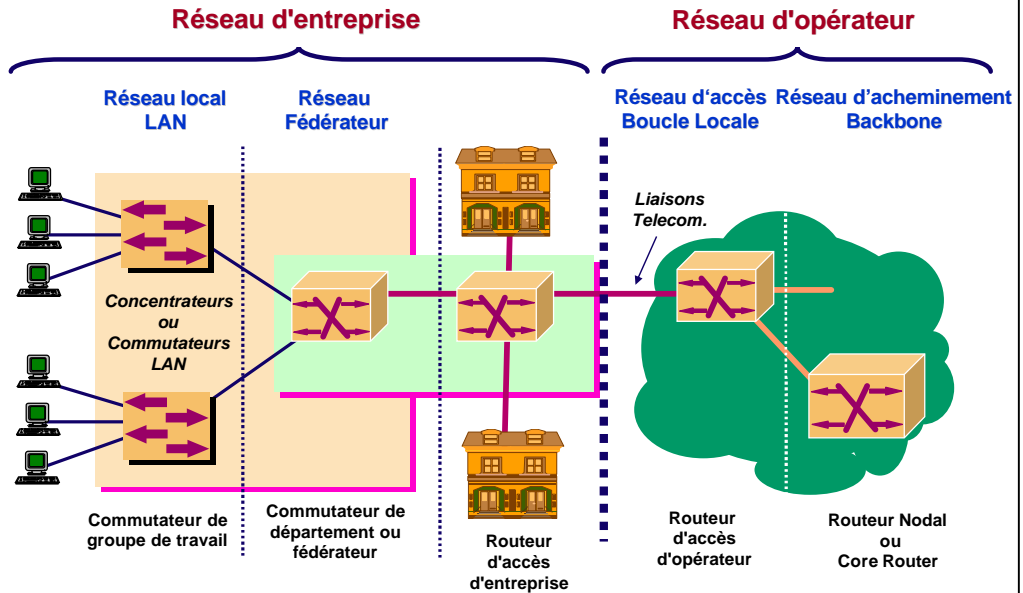 Réseau d'entreprise
Réseau d'opérateur
Réseau local
LAN
Réseau
Fédérateur
Réseau d‘accès
Boucle Locale
Réseau d’acheminement
Backbone
Liaisons
Telecom.
Concentrateurs
ou
Commutateurs
LAN
Commutateur de
groupe de travail
Commutateur de
département ou
fédérateur
Routeur
d'accès
d'entreprise
Routeur
d'accès
d'opérateur
Routeur Nodal
ou
Core Router